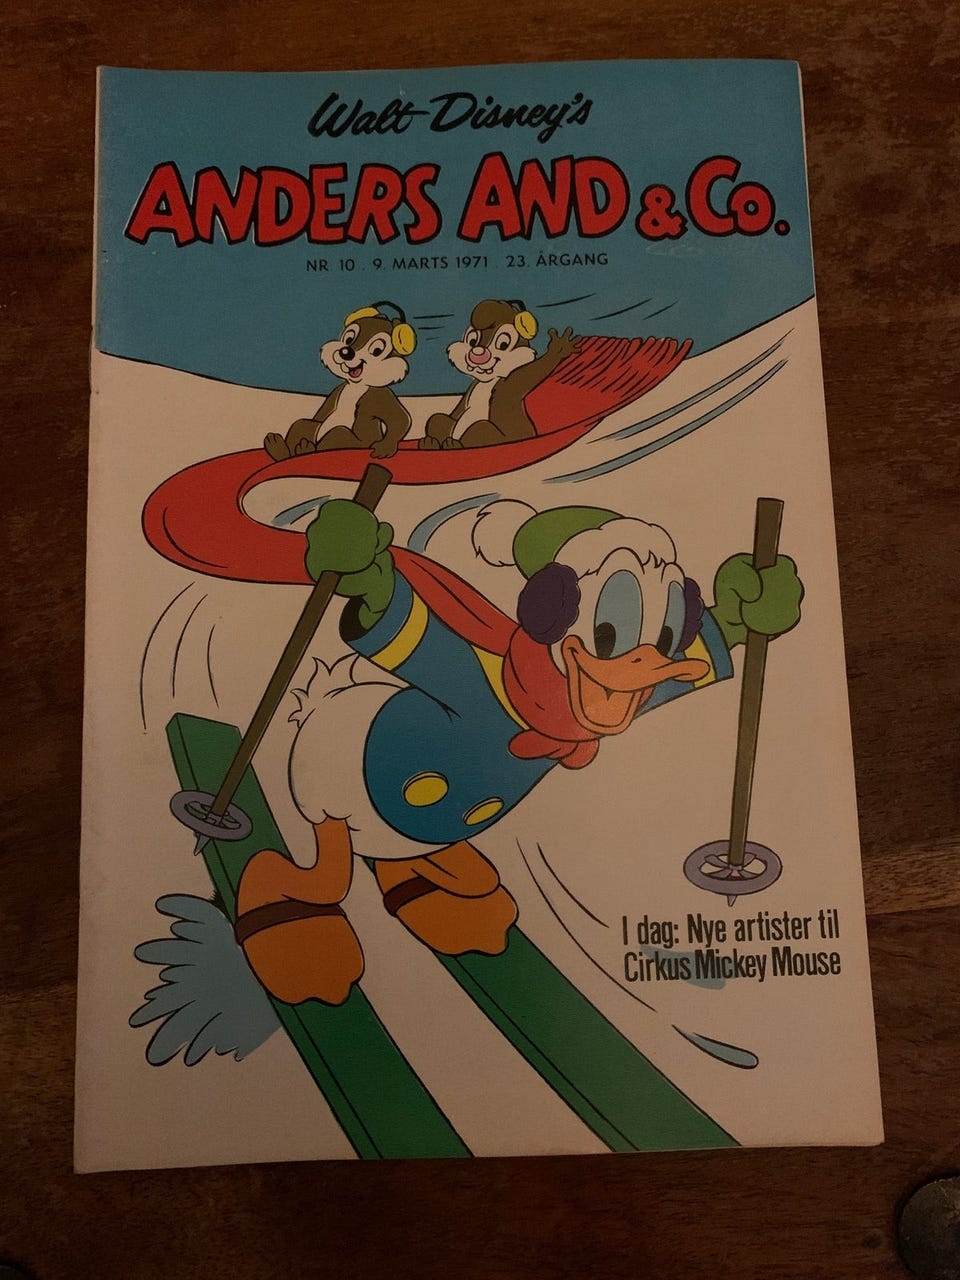 Walt Disney's
ANDERS AND & Co.
NR. 10 . 9. MARTS 1971 . 23. ÅRGANG
I dag: Nye artister til
Cirkus Mickey Mouse